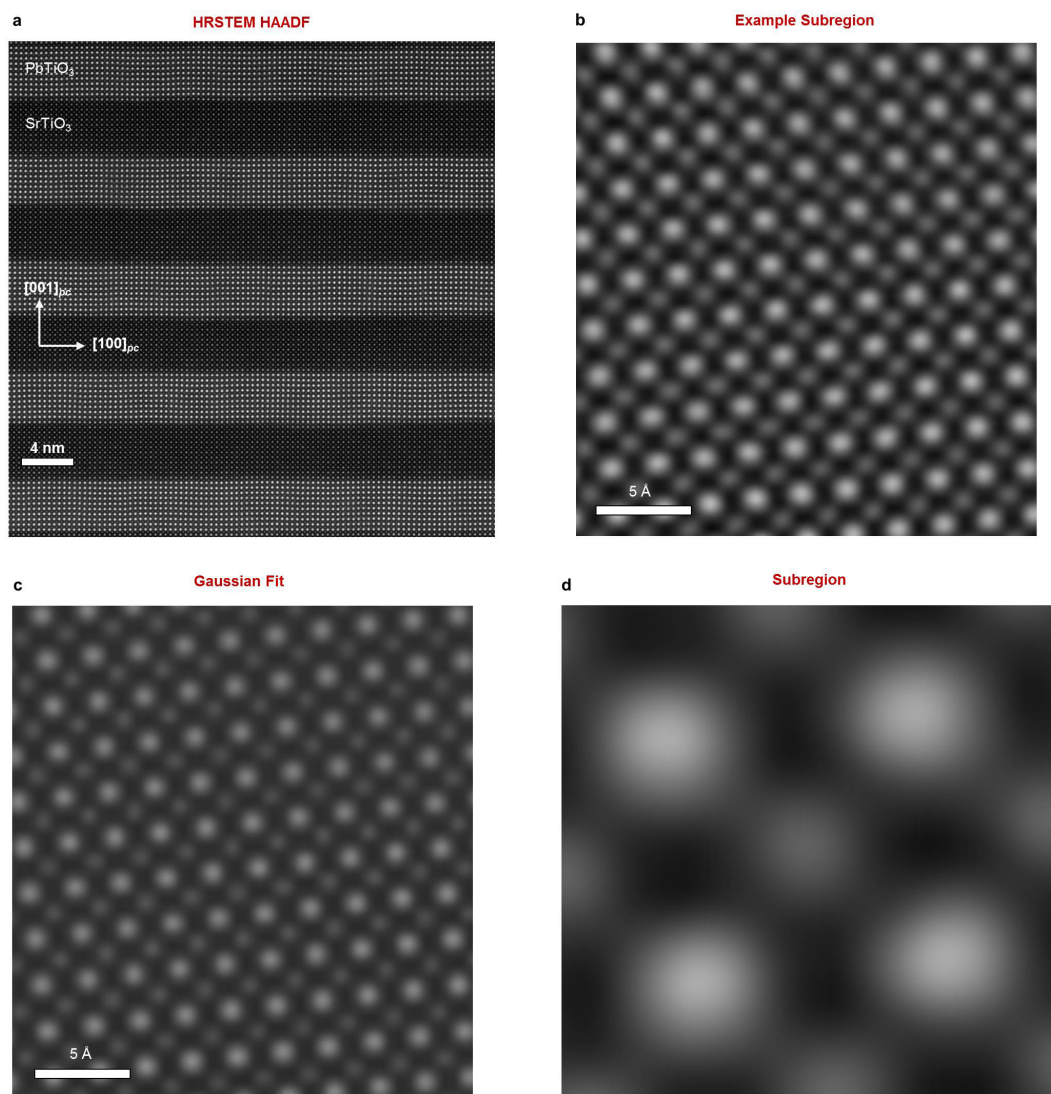 a
HRSTEM HAADF
PbTiO₃
SrTiO₃
[001]pc
[100]pc
4 nm
b
Example Subregion
5 Å
c
Gaussian Fit
5 Å
d
Subregion